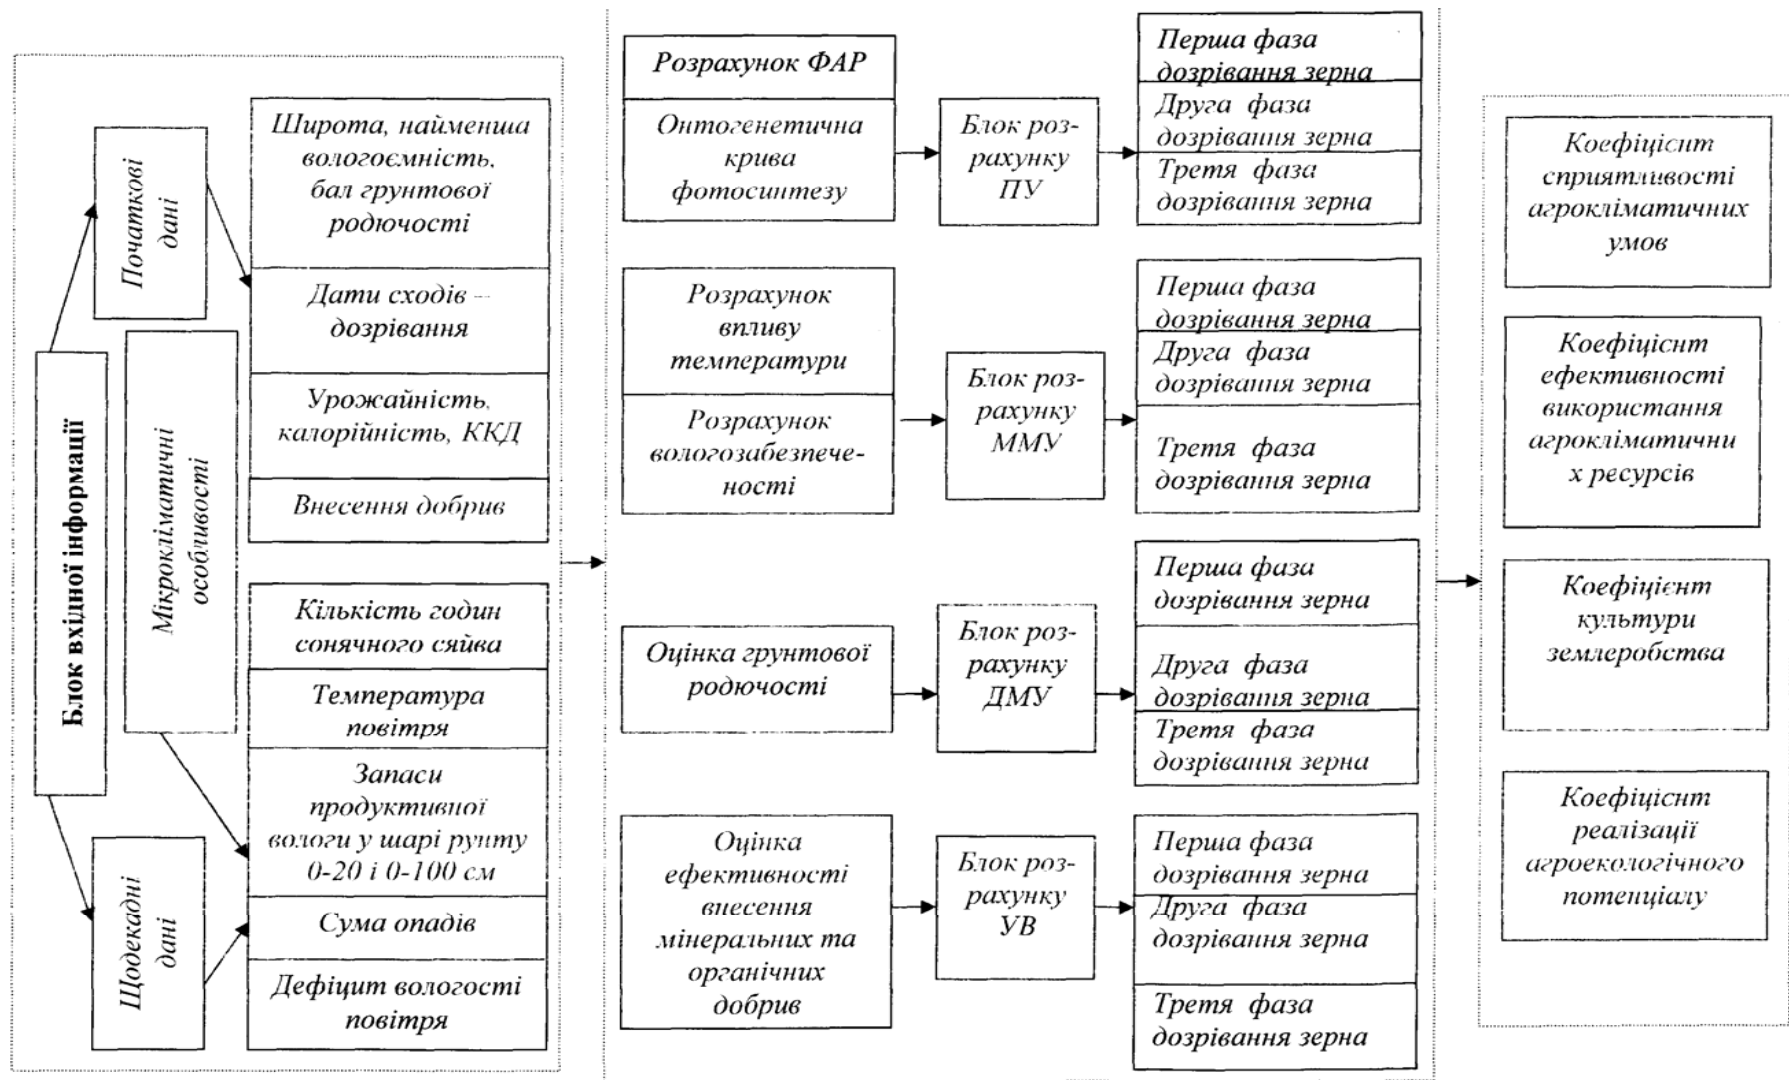 Блок вхідної інформації
Початкові
дані
Мікрокліматичні
особливості
Щодекадні
дані
Широта, найменша
вологоємність,
бал грунтової
родючості
Дати сходів –
дозрівання
Урожайність,
калорійність, ККД
Внесення добрив
Кількість годин
сонячного сяйва
Температура
повітря
Запаси
продуктивної
вологи у шарі рунту
0-20 і 0-100 см
Сума опадів
Дефіцит вологості
повітря
Розрахунок ФАР
Онтогенетична
крива
фотосинтезу
Блок роз-
рахунку
ПУ
Перша фаза
дозрівання зерна
Друга фаза
дозрівання зерна
Третя фаза
дозрівання зерна
Розрахунок
впливу
температури
Розрахунок
вологозабезпече-
ності
Блок роз-
рахунку
ММУ
Перша фаза
дозрівання зерна
Друга фаза
дозрівання зерна
Третя фаза
дозрівання зерна
Оцінка грунтової
родючості
Блок роз-
рахунку
ДМУ
Перша фаза
дозрівання зерна
Друга фаза
дозрівання зерна
Третя фаза
дозрівання зерна
Оцінка
ефективності
внесення
мінеральних та
органічних
добрив
Блок роз-
рахунку
УВ
Перша фаза
дозрівання зерна
Друга фаза
дозрівання зерна
Третя фаза
дозрівання зерна
Коефіцієнт
сприятливості
агрокліматичних
умов
Коефіцієнт
ефективності
використання
агрокліматични
х ресурсів
Коефіцієнт
культури
землеробства
Коефіцієнт
реалізації
агроекологічного
потенціалу